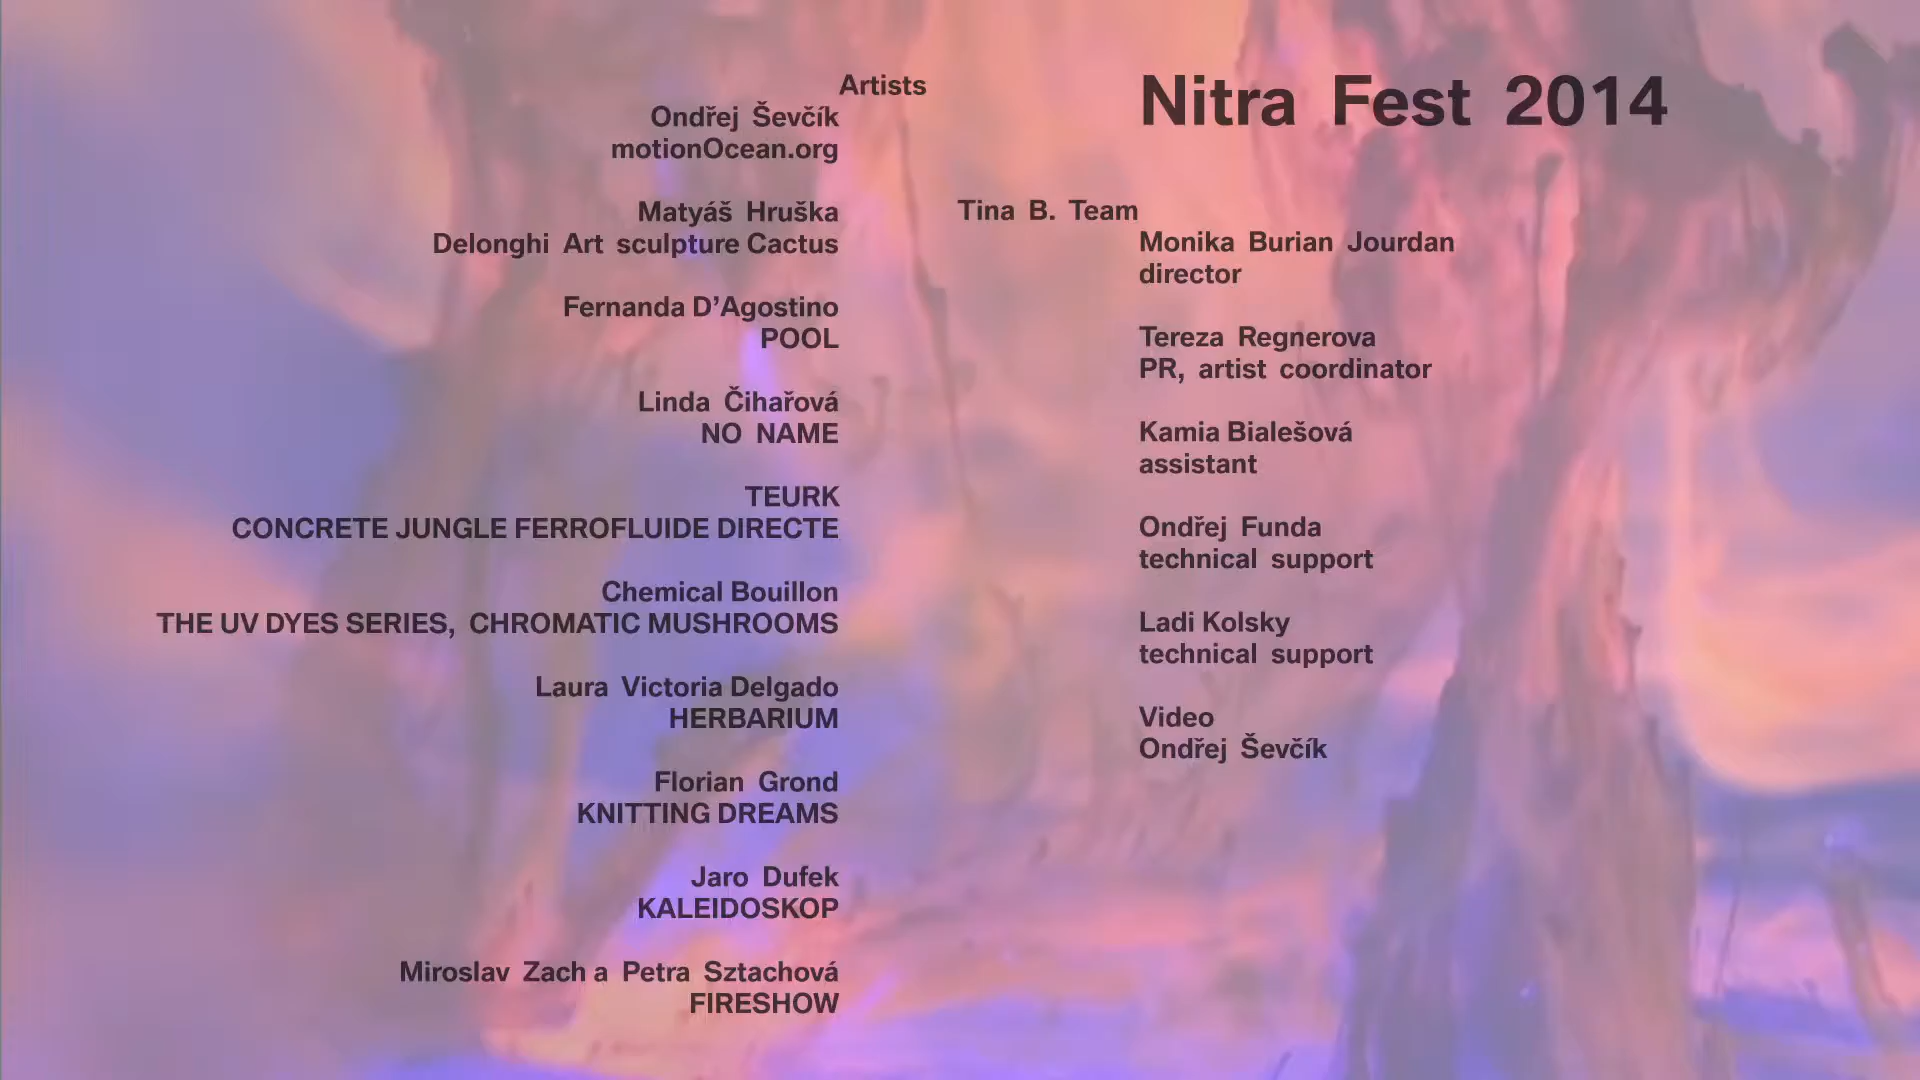 Artists
Ondřej Ševčík
motionOcean.org
Matyáš Hruška
Delonghi Art sculpture Cactus
Fernanda D’Agostino
POOL
Linda Čihařová
NO NAME
TEURK
CONCRETE JUNGLE FERROFLUIDE DIRECTE
Chemical Bouillon
THE UV DYES SERIES, CHROMATIC MUSHROOMS
Laura Victoria Delgado
HERBARIUM
Florian Grond
KNITTING DREAMS
Jaro Dufek
KALEIDOSKOP
Miroslav Zach a Petra Sztachová
FIRESHOW
Nitra Fest 2014
Tina B. Team
Monika Burian Jourdan
director
Tereza Regnerova
PR, artist coordinator
Kamia Bialešová
assistant
Ondřej Funda
technical support
Ladi Kolsky
technical support
Video
Ondřej Ševčík